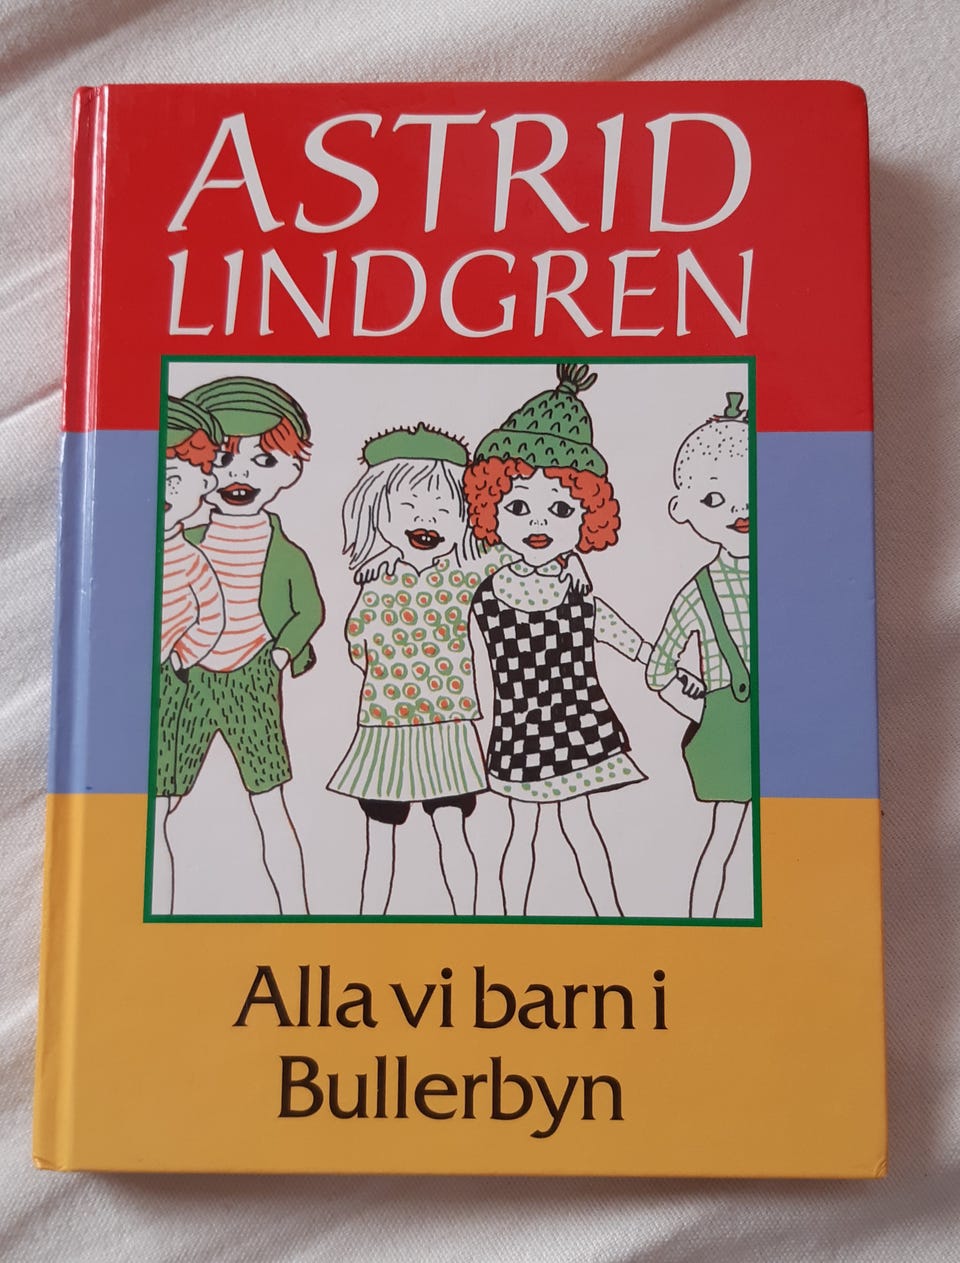 ASTRID
LINDGREN
Alla vi barn i
Bullerbyn